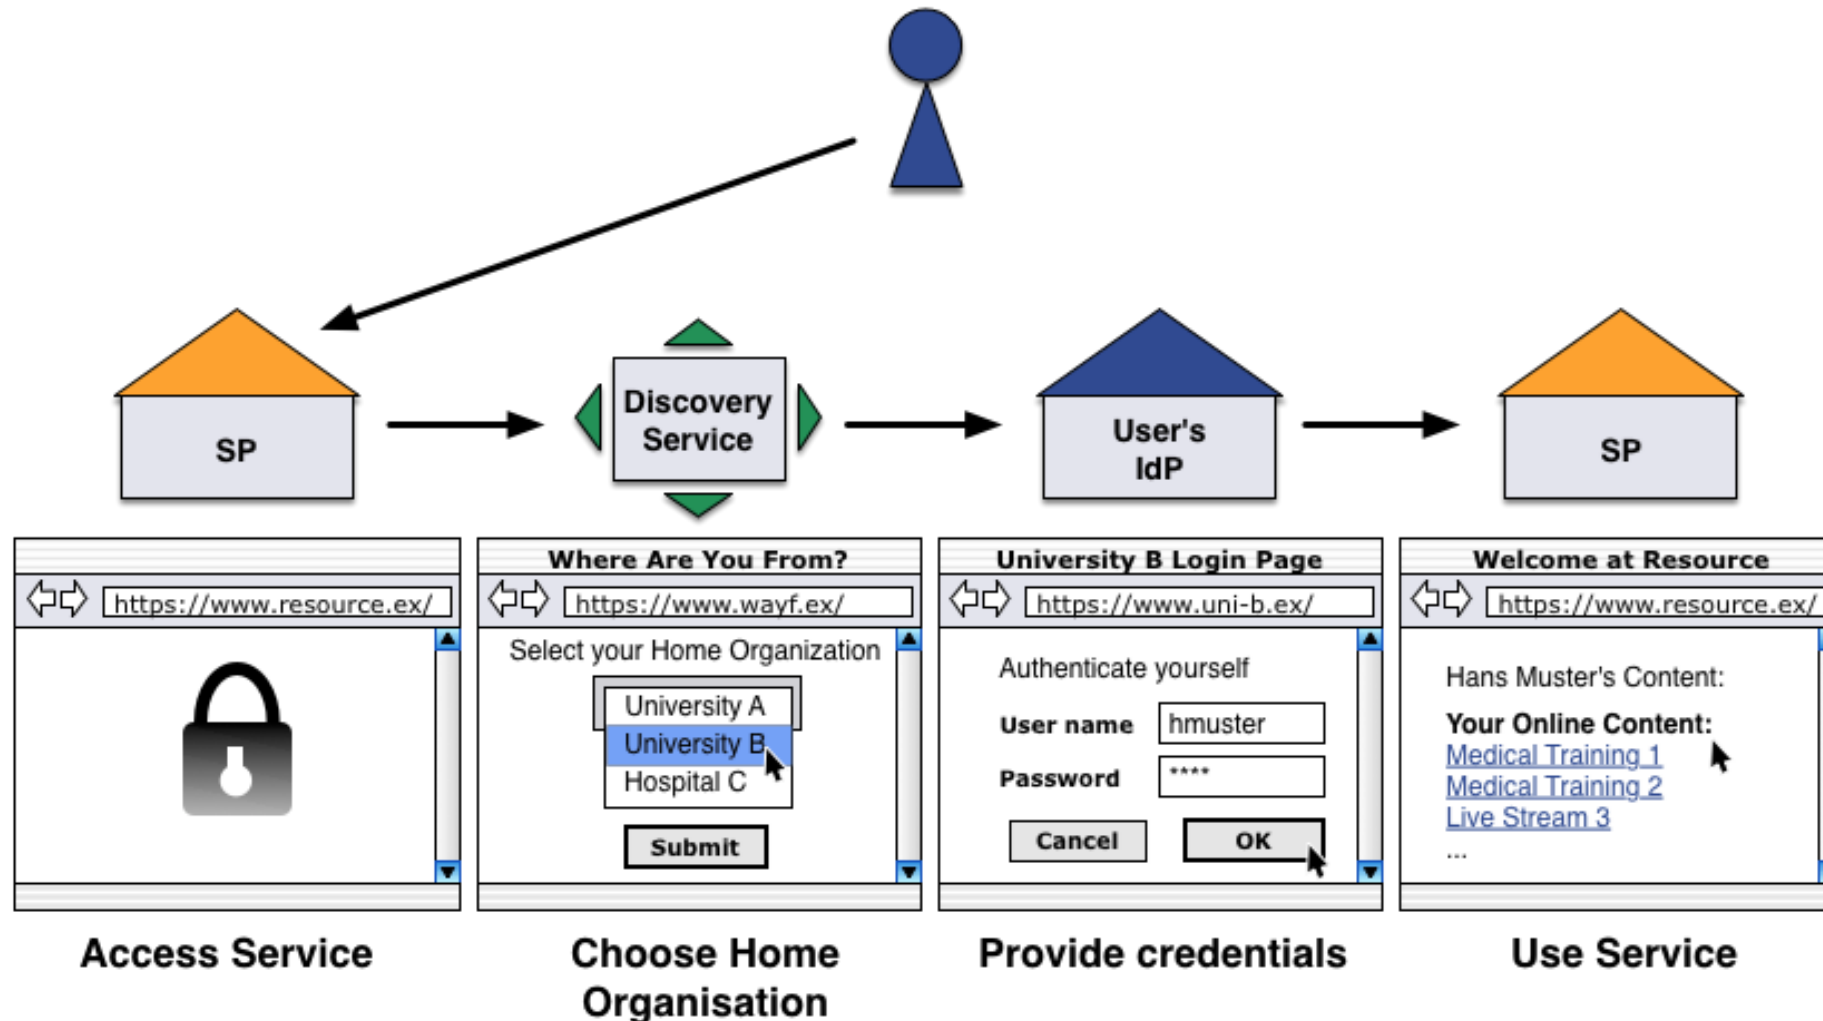 SP
Discovery
Service
User's
IdP
SP
https://www.resource.ex/
Where Are You From?
https://www.wayf.ex/
Select your Home Organization
University A
University B
Hospital C
Submit
University B Login Page
https://www.uni-b.ex/
Authenticate yourself
User name hmuster
Password ****
Cancel OK
Welcome at Resource
https://www.resource.ex/
Hans Muster's Content:
Your Online Content:
Medical Training 1
Medical Training 2
Live Stream 3
...
Access Service
Choose Home
Organisation
Provide credentials
Use Service